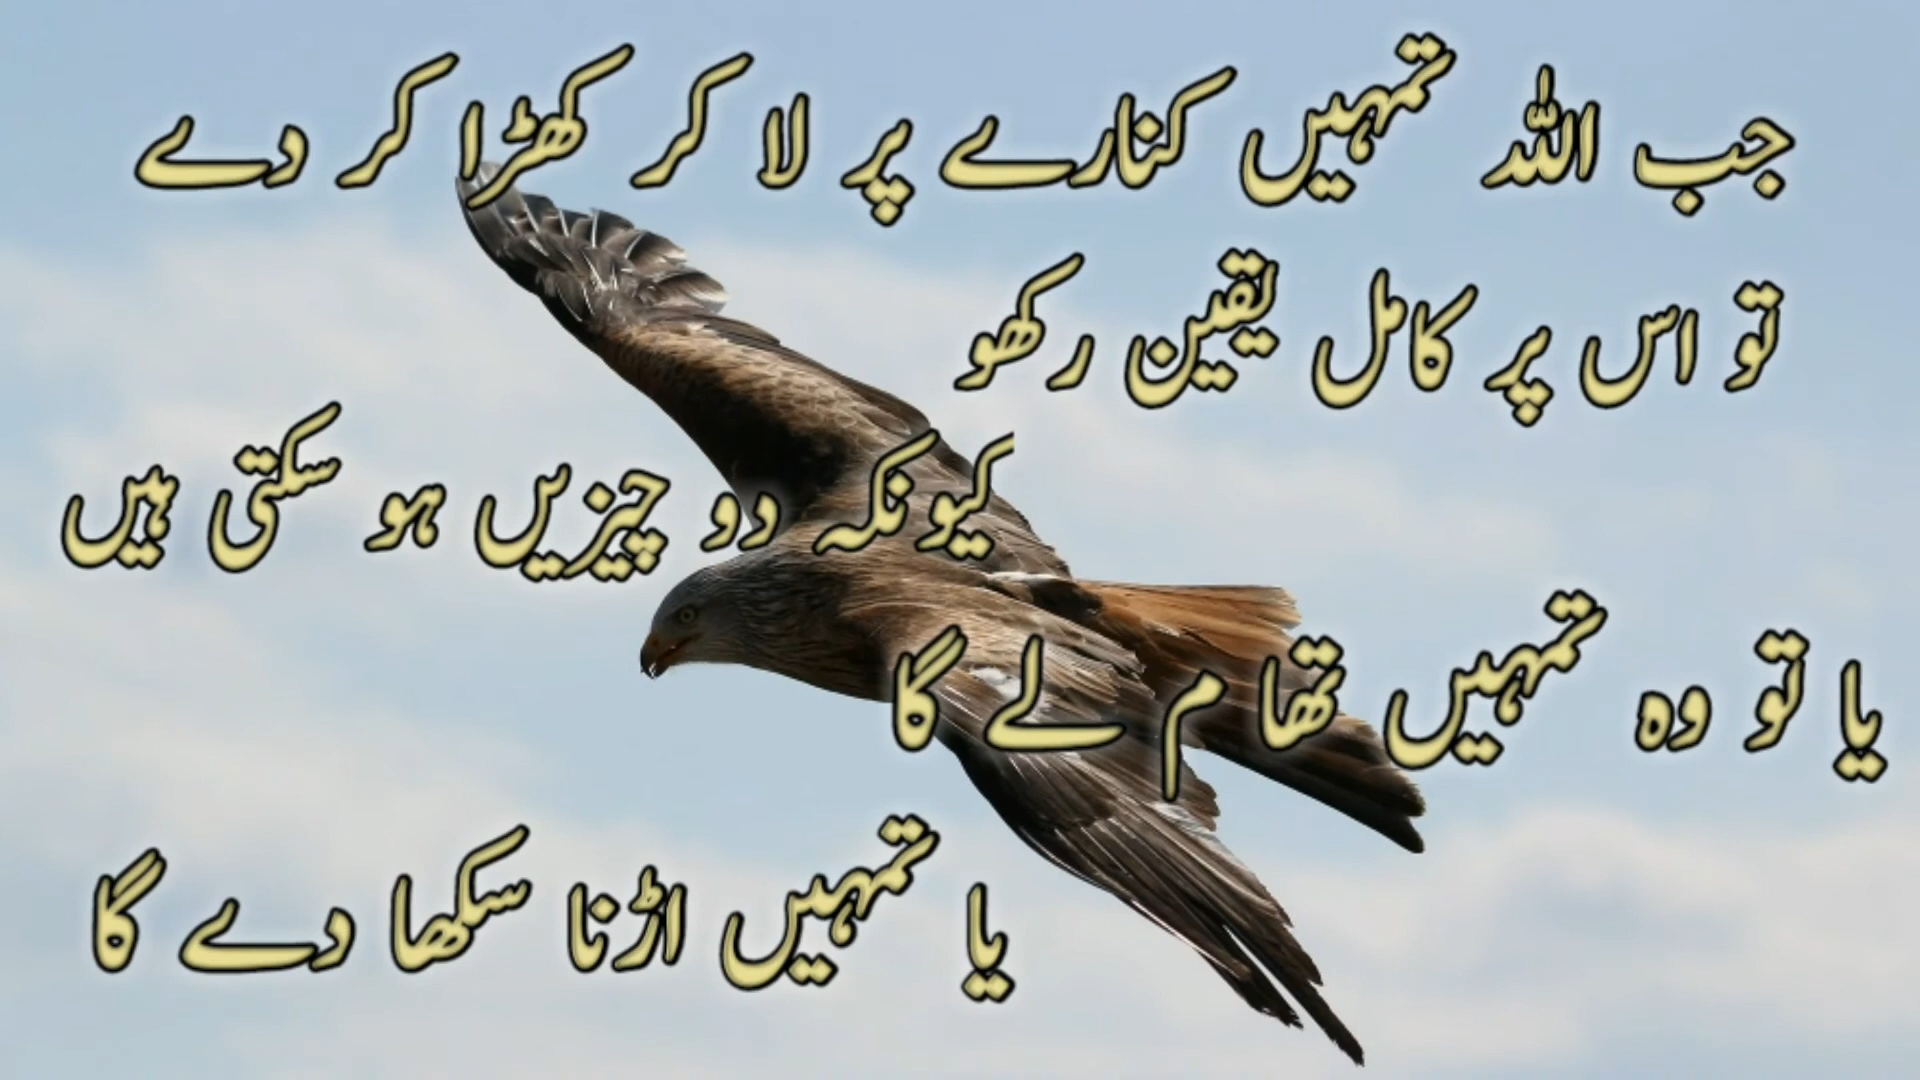 جب اللہ تمہیں کنارے پر لا کر کھڑا کر دے
تو اس پر کامل یقین رکھو
کیونکہ دو چیزیں ہو سکتی ہیں
یا تو وہ تمہیں تھا م لے گا
یا تمہیں اڑنا سکھا دے گا